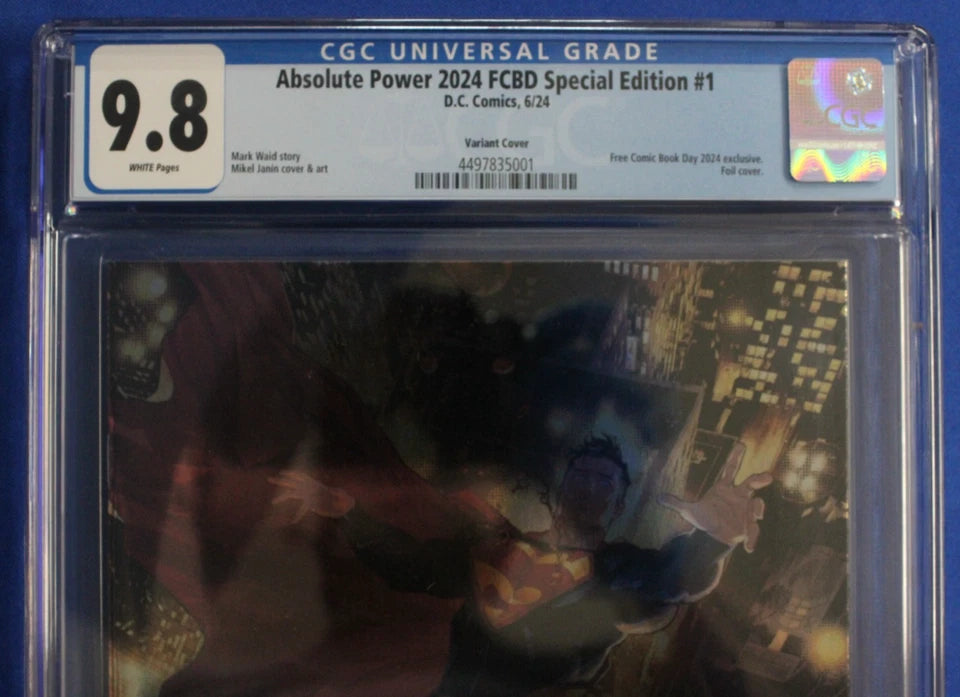 CGC UNIVERSAL GRADE
9.8
WHITE Pages
Absolute Power 2024 FCBD Special Edition #1
D.C. Comics, 6/24
Variant Cover
Mark Waid story
Mikel Janin cover & art
4497835001
Free Comic Book Day 2024 exclusive.
Foil cover.
CGC
CGC